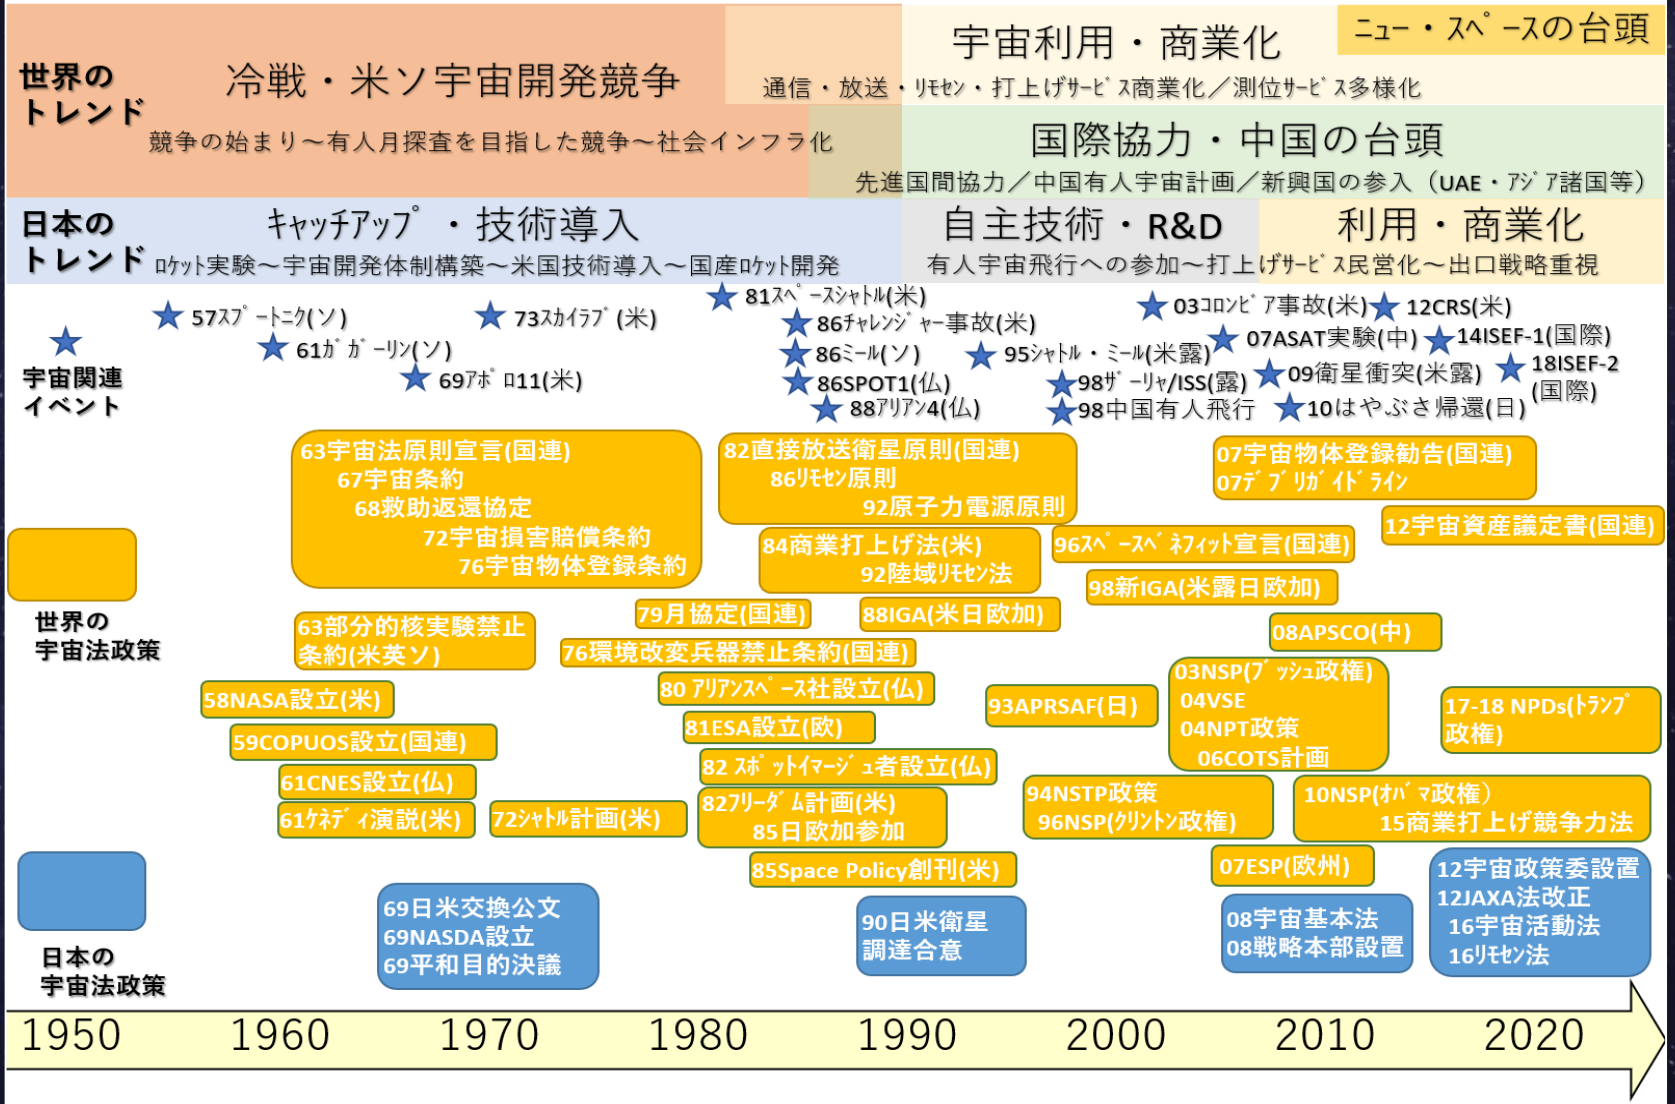 ニュー・スペースの台頭
宇宙利用・商業化
世界の
トレンド
冷戦・米ソ宇宙開発競争
通信・放送・リモセン・打上げサービス商業化／測位サービス多様化
競争の始まり～有人月探査を目指した競争～社会インフラ化
国際協力・中国の台頭
先進国間協力／中国有人宇宙計画／新興国の参入（UAE・アジア諸国等）
日本の
トレンド
キャッチアップ・技術導入
自主技術・R&D
利用・商業化
ロケット実験～宇宙開発体制構築～米国技術導入～国産ロケット開発
有人宇宙飛行への参加～打上げサービス民営化～出口戦略重視
宇宙関連
イベント
57スプートニク(ソ)
61ガガーリン(ソ)
69アポロ11(米)
73スカイラブ(米)
81スペースシャトル(米)
86チャレンジャー事故(米)
86ミール(ソ)
86SPOT1(仏)
88アリアン4(仏)
95シャトル・ミール(米露)
98ザーリャ/ISS(露)
98中国有人飛行
03コロンビア事故(米)
07ASAT実験(中)
09衛星衝突(米露)
10はやぶさ帰還(日)
12CRS(米)
14ISEF-1(国際)
18ISEF-2
(国際)
世界の
宇宙法政策
63宇宙法原則宣言(国連)
67宇宙条約
68救助返還協定
72宇宙損害賠償条約
76宇宙物体登録条約
82直接放送衛星原則(国連)
86リモセン原則
92原子力電源原則
07宇宙物体登録勧告(国連)
07デブリガイドライン
12宇宙資産議定書(国連)
84商業打上げ法(米)
92陸域リモセン法
96スペースベネフィット宣言(国連)
98新IGA(米露日欧加)
63部分的核実験禁止
条約(米英ソ)
79月協定(国連)
88IGA(米日欧加)
08APSCO(中)
76環境改変兵器禁止条約(国連)
58NASA設立(米)
80 アリアンスペース社設立(仏)
93APRSAF(日)
03NSP(ブッシュ政権)
04VSE
04NPT政策
06COTS計画
17-18 NPDs(トランプ
政権)
59COPUOS設立(国連)
81ESA設立(欧)
61CNES設立(仏)
82 スポットイマージュ者設立(仏)
61ケネディ演説(米)
72シャトル計画(米)
82フリーダム計画(米)
85日欧加参加
94NSTP政策
96NSP(クリントン政権)
10NSP(オバマ政権）
15商業打上げ競争力法
85Space Policy創刊(米)
07ESP(欧州)
日本の
宇宙法政策
69日米交換公文
69NASDA設立
69平和目的決議
90日米衛星
調達合意
08宇宙基本法
08戦略本部設置
12宇宙政策委設置
12JAXA法改正
16宇宙活動法
16リモセン法
1950 1960 1970 1980 1990 2000 2010 2020